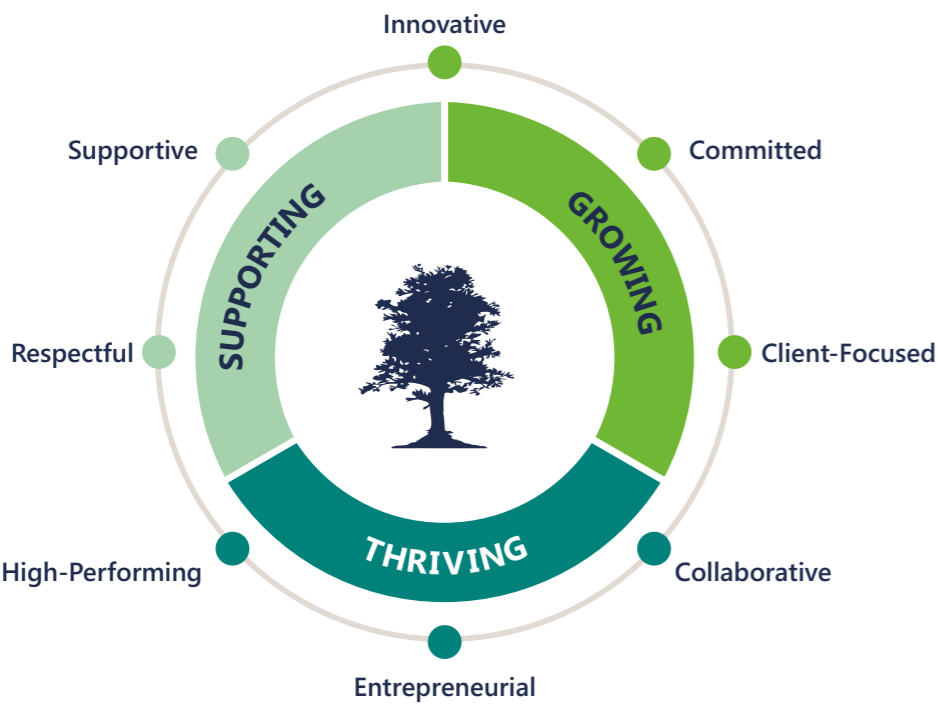 Innovative
Supportive
Committed
SUPPORTING
GROWING
Respectful
Client-Focused
THRIVING
High-Performing
Collaborative
Entrepreneurial